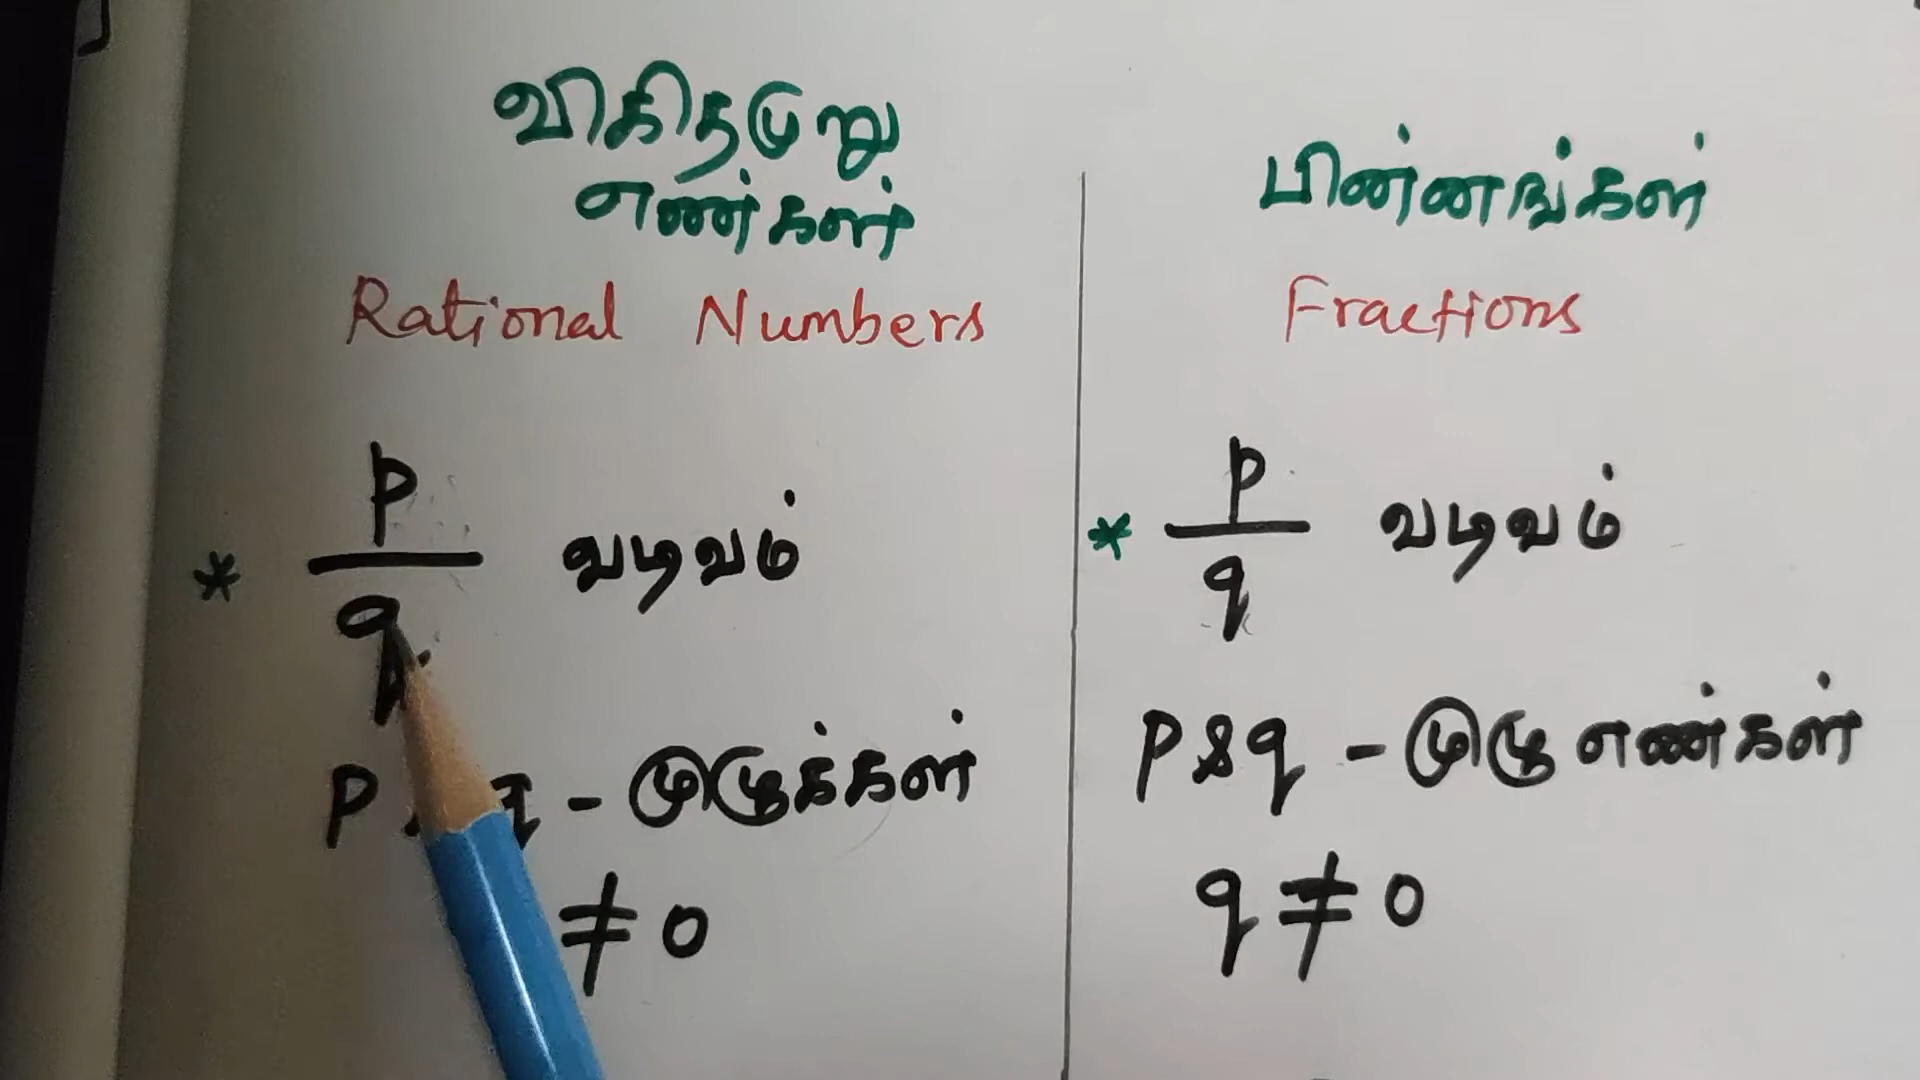 விகிதமுறு
எண்கள்
Rational Numbers
* p
q வடிவம்
p & q - முழுக்கள்
≠ 0
பின்னங்கள்
Fractions
* p
q வடிவம்
p & q - முழு எண்கள்
q ≠ 0